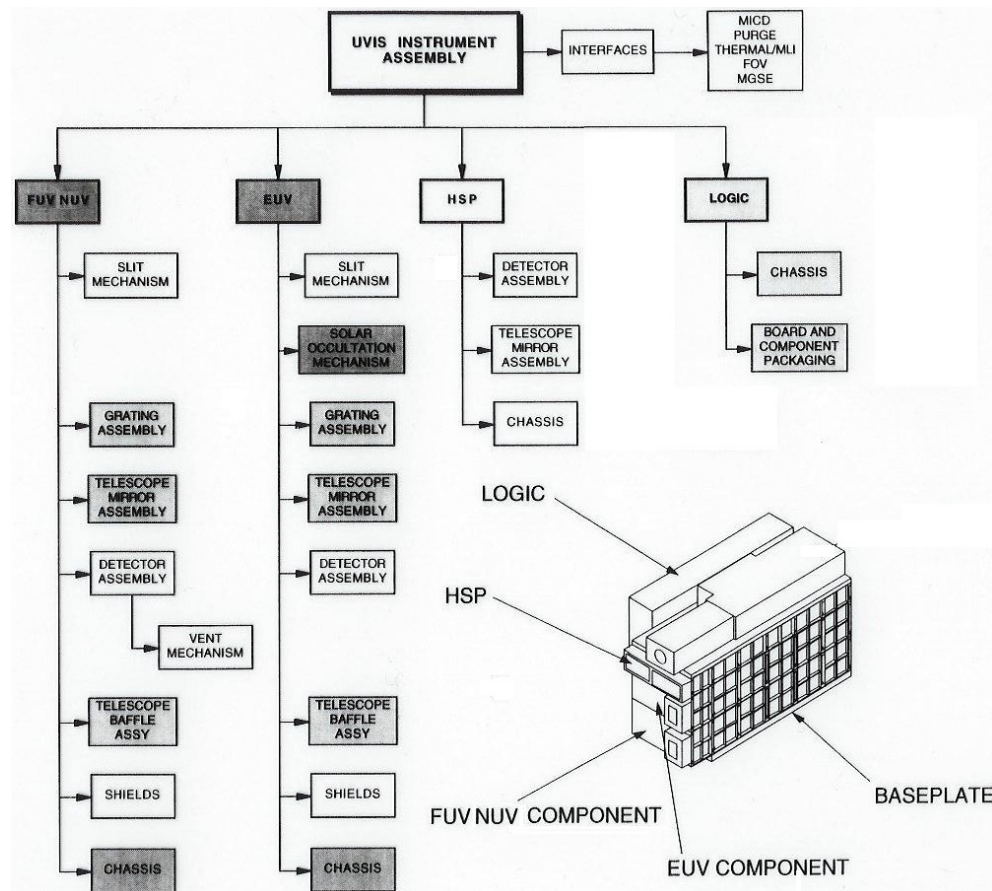 UVIS INSTRUMENT
ASSEMBLY
INTERFACES
MICD
PURGE
THERMAL/MLI
FOV
MGSE
FUV NUV
EUV
HSP
LOGIC
SLIT
MECHANISM
GRATING
ASSEMBLY
TELESCOPE
MIRROR
ASSEMBLY
DETECTOR
ASSEMBLY
VENT
MECHANISM
TELESCOPE
BAFFLE
ASSY
SHIELDS
CHASSIS
SLIT
MECHANISM
SOLAR
OCCULTATION
MECHANISM
GRATING
ASSEMBLY
TELESCOPE
MIRROR
ASSEMBLY
DETECTOR
ASSEMBLY
TELESCOPE
BAFFLE
ASSY
SHIELDS
CHASSIS
DETECTOR
ASSEMBLY
TELESCOPE
MIRROR
ASSEMBLY
CHASSIS
CHASSIS
BOARD AND
COMPONENT
PACKAGING
LOGIC
HSP
FUV NUV COMPONENT
EUV COMPONENT
BASEPLATE